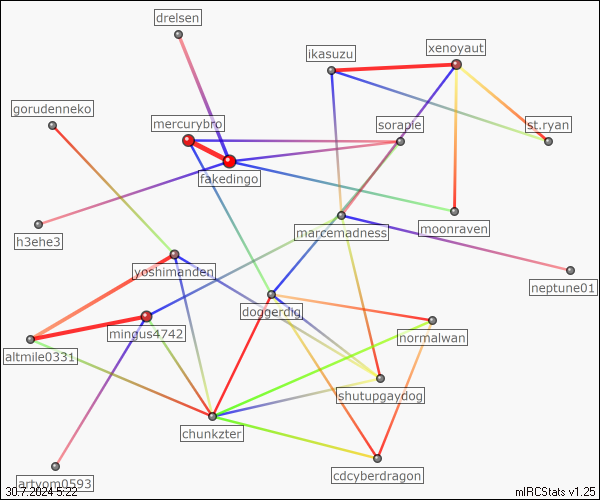 drelsen
ikasuzu
xenoyaut
gorudenneko
mercurybro
sorapie
st.ryan
fakedingo
h3ehe3
marcemadness
moonraven
yoshimanden
neptune01
doggerdig
mingus4742
normalwan
altmile0331
shutupgaydog
chunkzter
cdcyberdragon
artyom0593
30.7.2024 5:22
mIRCStats v1.25